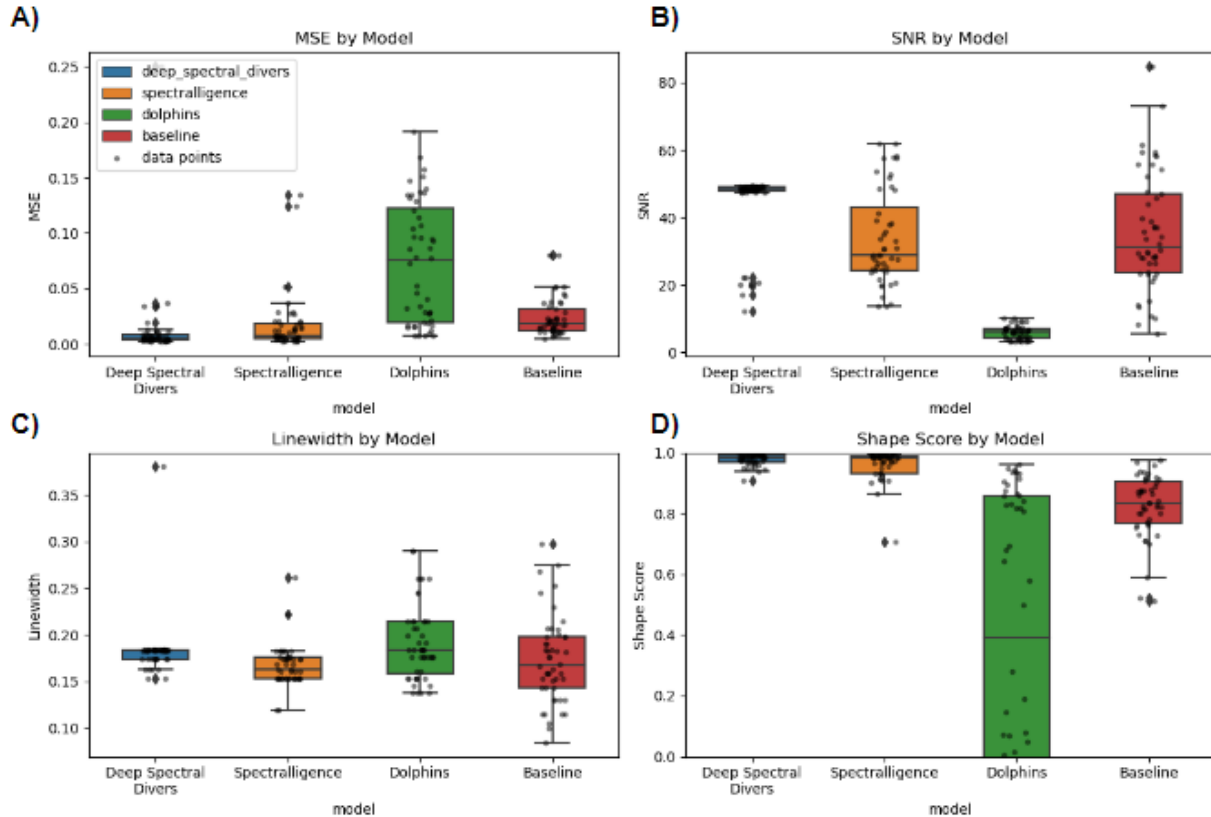 A)
MSE by Model
0.25
0.20
0.15
0.10
0.05
0.00
MSE
deep_spectral_divers
spectralligence
dolphins
baseline
data points
Deep Spectral
Divers
Spectralligence
Dolphins
Baseline
model
B)
SNR by Model
80
60
40
20
0
SNR
Deep Spectral
Divers
Spectralligence
Dolphins
Baseline
model
C)
Linewidth by Model
0.35
0.30
0.25
0.20
0.15
0.10
Linewidth
Deep Spectral
Divers
Spectralligence
Dolphins
Baseline
model
D)
Shape Score by Model
1.0
0.8
0.6
0.4
0.2
0.0
Shape Score
Deep Spectral
Divers
Spectralligence
Dolphins
Baseline
model